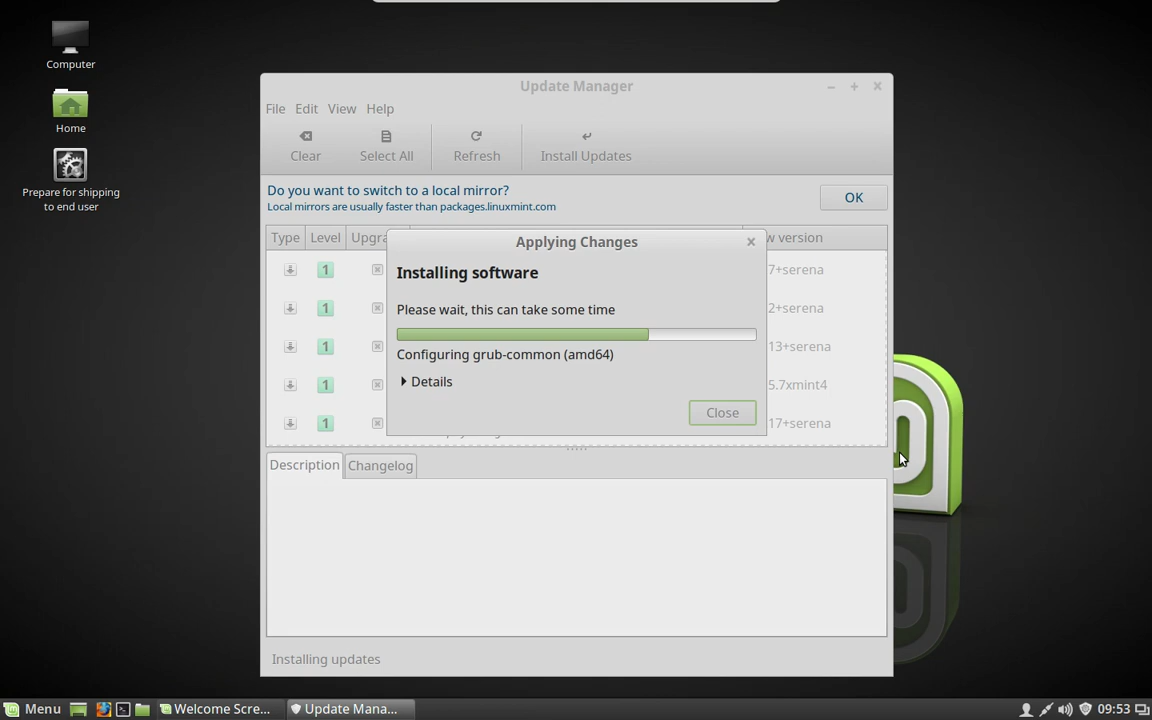 Computer
Home
Prepare for shipping
to end user
Update Manager
File Edit View Help
Clear Select All Refresh Install Updates
Do you want to switch to a local mirror?
Local mirrors are usually faster than packages.linuxmint.com
OK
Type Level Upgra w version
1 7+serena
1 2+serena
1 13+serena
1 5.7xmint4
1 17+serena
Applying Changes
Installing software
Please wait, this can take some time
Configuring grub-common (amd64)
Details
Close
Description Changelog
Installing updates
Menu Welcome Scre... Update Mana... 09:53